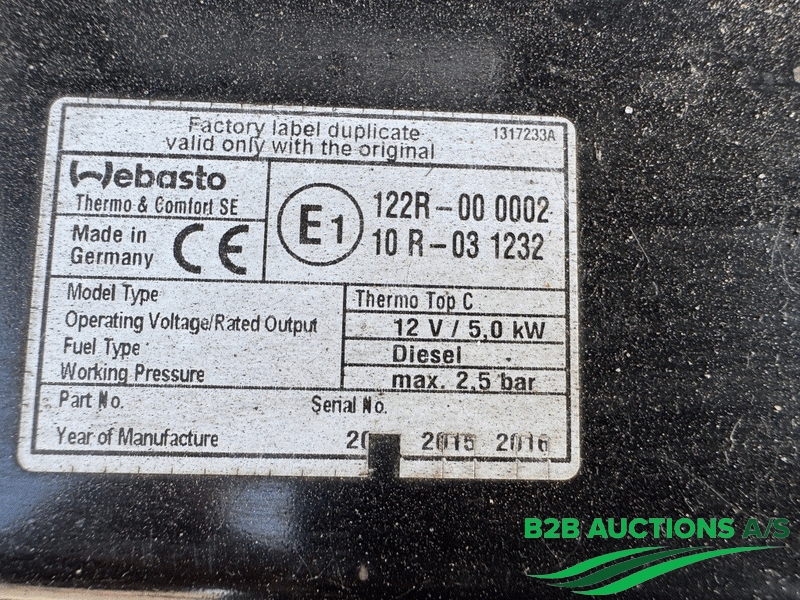 Factory label duplicate
valid only with the original
1317233A
Webasto
Thermo & Comfort SE
Made in
Germany
CE
E1
122R-00 0002
10 R-03 1232
Model Type
Thermo Top C
Operating Voltage/Rated Output
12 V / 5,0 kW
Fuel Type
Diesel
Working Pressure
max. 2,5 bar
Part No.
Serial No.
Year of Manufacture
2015 2016
B2B AUCTIONS A/S